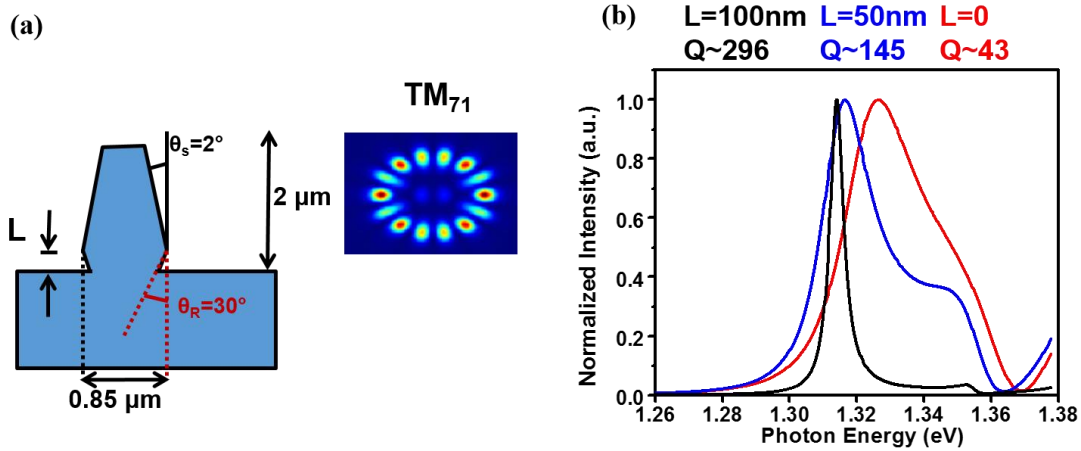 (a)
θs=2°
2 µm
L
θR=30°
0.85 µm
TM71
(b)
L=100nm L=50nm L=0
Q~296 Q~145 Q~43
Normalized Intensity (a.u.)
1.0
0.8
0.6
0.4
0.2
0.0
1.26 1.30 1.32 1.34 1.36 1.38
Photon Energy (eV)